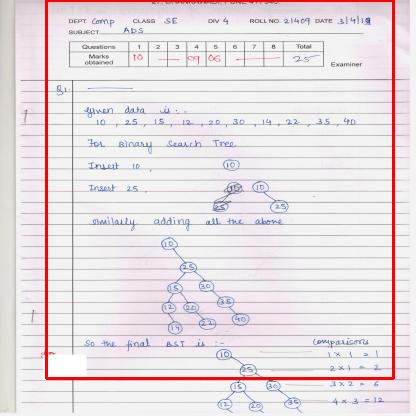 DEPT. Comp CLASS SE DIV 4 ROLL NO. 21409 DATE 3/4/19
SUBJECT ADS
Questions 1 2 3 4 5 6 7 8 Total
Marks obtained 10 — 09 06 — 25 Examiner
Q1.
Given data is :-
10, 25, 15, 12, 20, 30, 14, 22, 35, 40
For Binary Search Tree
Insert 10, 10
Insert 25, 10 25 10 25
similarly adding all the above
10
25
15 30
12 20 35
14 22 40
So the final BST is :- comparisons
10 1 x 1 = 1
25 2 x 1 = 2
15 30 3 x 2 = 6
12 20 35 4 x 3 = 12